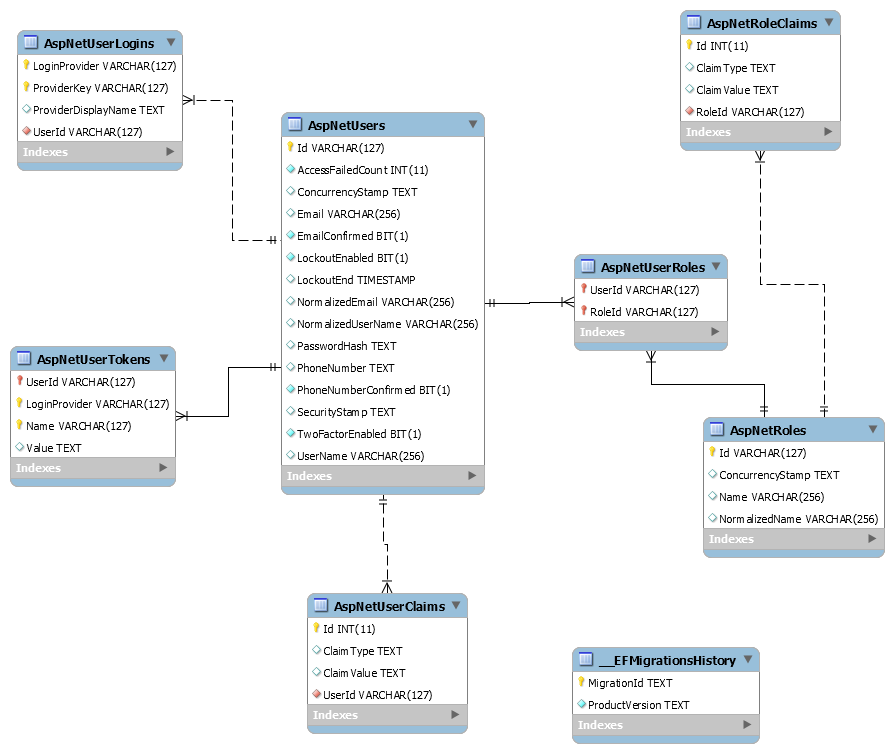 AspNetUserLogins
LoginProvider VARCHAR(127)
ProviderKey VARCHAR(127)
ProviderDisplayName TEXT
UserId VARCHAR(127)
Indexes
AspNetRoleClaims
Id INT(11)
ClaimType TEXT
ClaimValue TEXT
RoleId VARCHAR(127)
Indexes
AspNetUsers
Id VARCHAR(127)
AccessFailedCount INT(11)
ConcurrencyStamp TEXT
Email VARCHAR(256)
EmailConfirmed BIT(1)
LockoutEnabled BIT(1)
LockoutEnd TIMESTAMP
NormalizedEmail VARCHAR(256)
NormalizedUserName VARCHAR(256)
PasswordHash TEXT
PhoneNumber TEXT
PhoneNumberConfirmed BIT(1)
SecurityStamp TEXT
TwoFactorEnabled BIT(1)
UserName VARCHAR(256)
Indexes
AspNetUserRoles
UserId VARCHAR(127)
RoleId VARCHAR(127)
Indexes
AspNetUserTokens
UserId VARCHAR(127)
LoginProvider VARCHAR(127)
Name VARCHAR(127)
Value TEXT
Indexes
AspNetRoles
Id VARCHAR(127)
ConcurrencyStamp TEXT
Name VARCHAR(256)
NormalizedName VARCHAR(256)
Indexes
AspNetUserClaims
Id INT(11)
ClaimType TEXT
ClaimValue TEXT
UserId VARCHAR(127)
Indexes
__EFMigrationsHistory
MigrationId TEXT
ProductVersion TEXT
Indexes